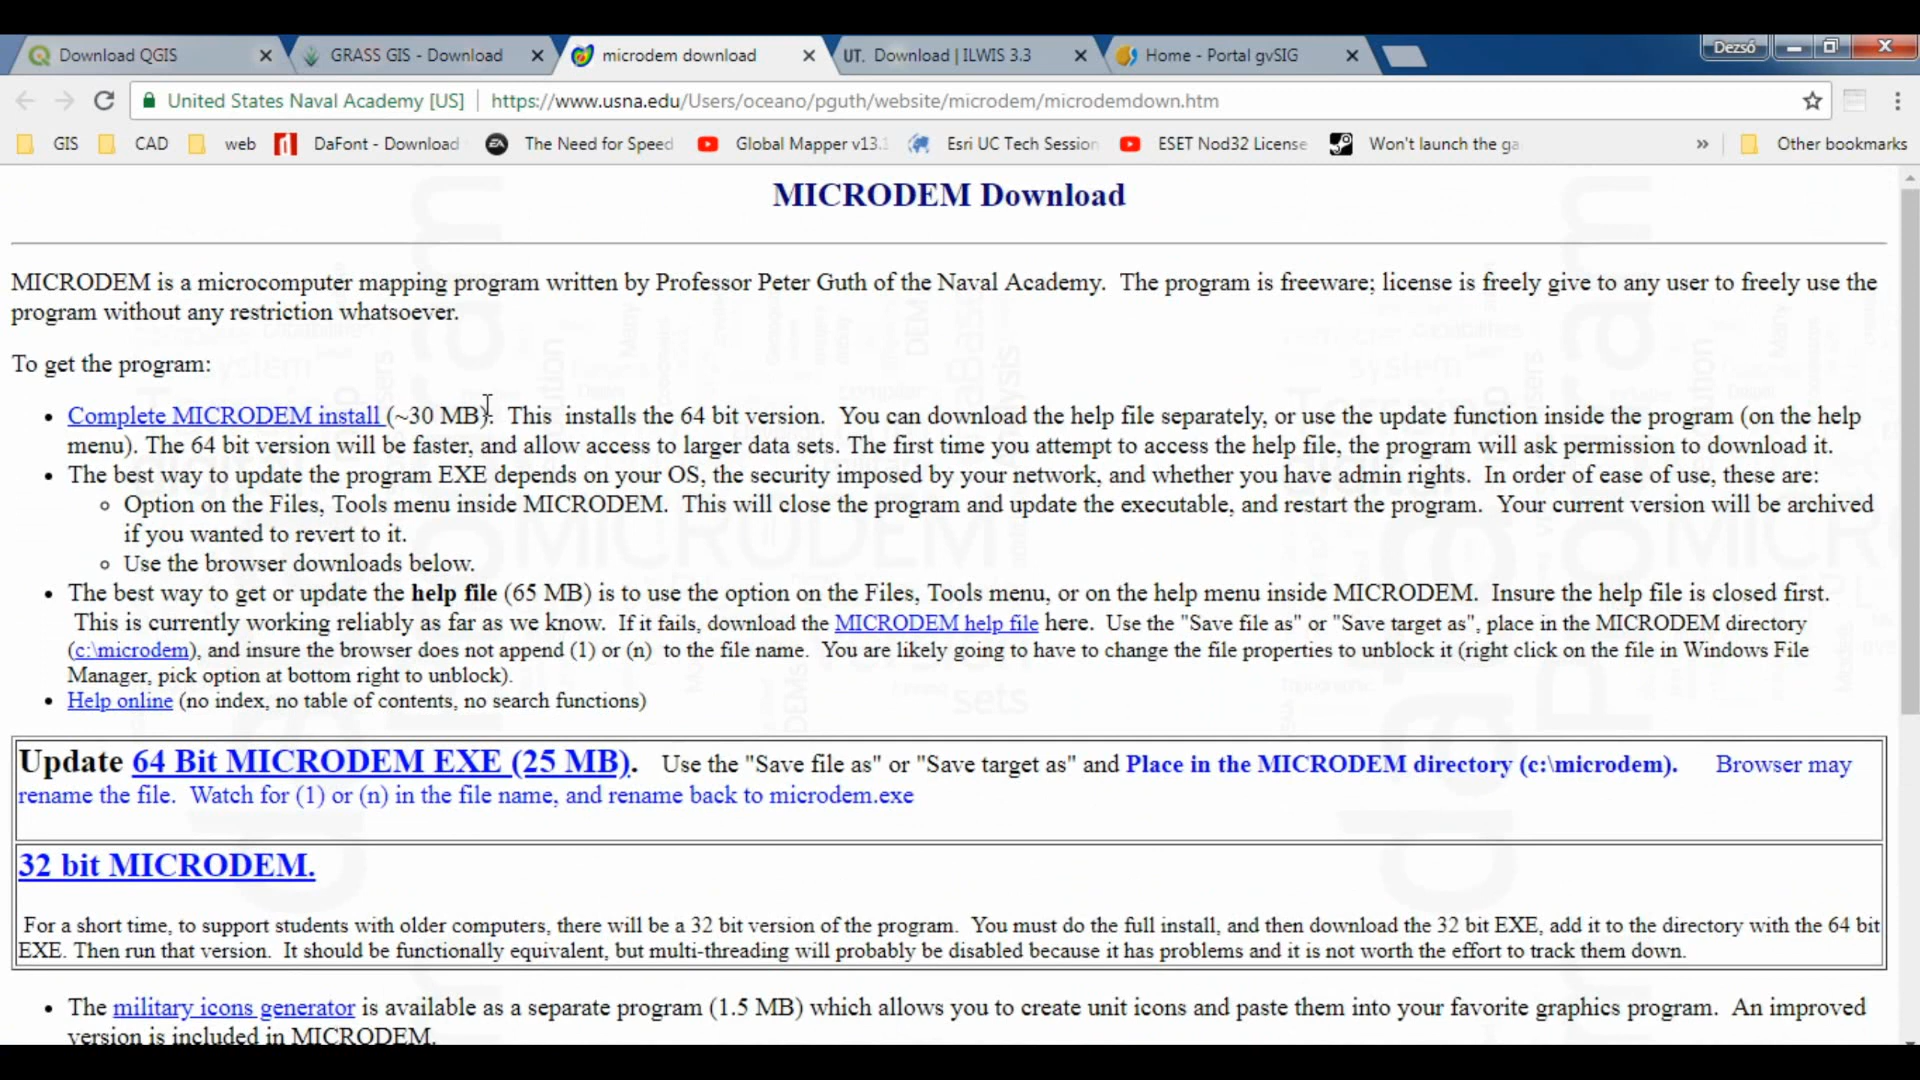 Download QGIS
GRASS GIS - Download
microdem download
UT. Download | ILWIS 3.3
Home - Portal gvSIG
Dezső
United States Naval Academy [US]
https://www.usna.edu/Users/oceano/pguth/website/microdem/microdemdown.htm
GIS
CAD
web
DaFont - Download
The Need for Speed
Global Mapper v13.1
Esri UC Tech Session
ESET Nod32 License
Won't launch the ga
»
Other bookmarks
MICRODEM Download
MICRODEM is a microcomputer mapping program written by Professor Peter Guth of the Naval Academy. The program is freeware; license is freely give to any user to freely use the
program without any restriction whatsoever.
To get the program:
• Complete MICRODEM install (~30 MB). This installs the 64 bit version. You can download the help file separately, or use the update function inside the program (on the help
menu). The 64 bit version will be faster, and allow access to larger data sets. The first time you attempt to access the help file, the program will ask permission to download it.
• The best way to update the program EXE depends on your OS, the security imposed by your network, and whether you have admin rights. In order of ease of use, these are:
○ Option on the Files, Tools menu inside MICRODEM. This will close the program and update the executable, and restart the program. Your current version will be archived
if you wanted to revert to it.
○ Use the browser downloads below.
• The best way to get or update the help file (65 MB) is to use the option on the Files, Tools menu, or on the help menu inside MICRODEM. Insure the help file is closed first.
This is currently working reliably as far as we know. If it fails, download the MICRODEM help file here. Use the "Save file as" or "Save target as", place in the MICRODEM directory
(c:\microdem), and insure the browser does not append (1) or (n) to the file name. You are likely going to have to change the file properties to unblock it (right click on the file in Windows File
Manager, pick option at bottom right to unblock).
• Help online (no index, no table of contents, no search functions)
Update 64 Bit MICRODEM EXE (25 MB). Use the "Save file as" or "Save target as" and Place in the MICRODEM directory (c:\microdem). Browser may
rename the file. Watch for (1) or (n) in the file name, and rename back to microdem.exe
32 bit MICRODEM.
For a short time, to support students with older computers, there will be a 32 bit version of the program. You must do the full install, and then download the 32 bit EXE, add it to the directory with the 64 bit
EXE. Then run that version. It should be functionally equivalent, but multi-threading will probably be disabled because it has problems and it is not worth the effort to track them down.
• The military icons generator is available as a separate program (1.5 MB) which allows you to create unit icons and paste them into your favorite graphics program. An improved
version is included in MICRODEM.